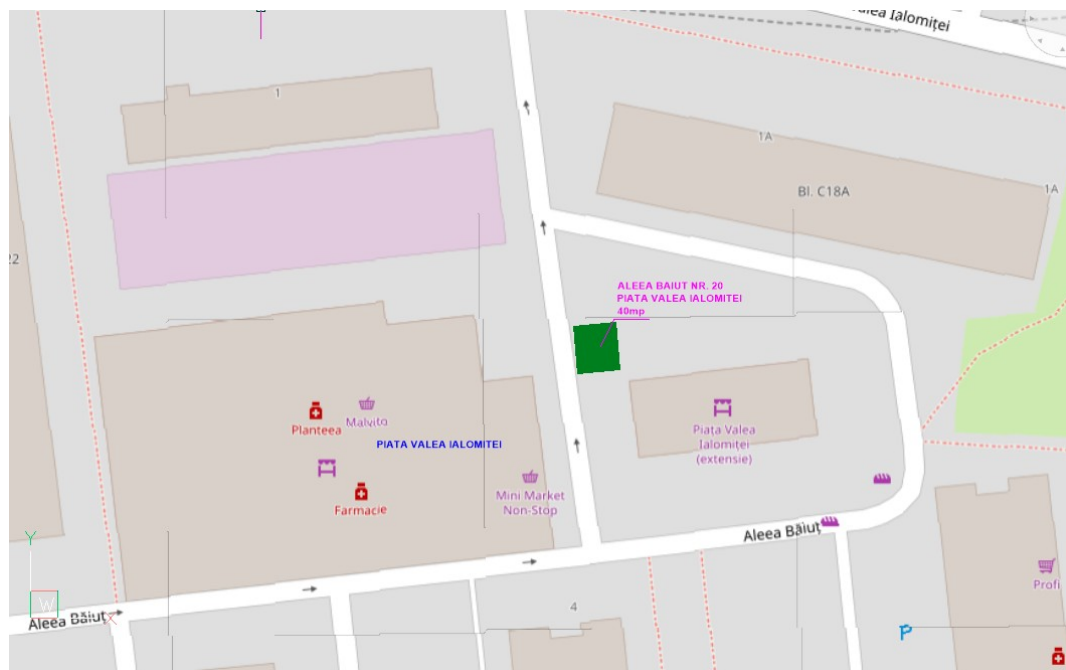 Valea Ialomiței
1
1A
1A
Bl. C18A
22
ALEEA BAIUT NR. 20
PIATA VALEA IALOMITEI
40mp
Planteea
Malvito
PIATA VALEA IALOMITEI
Piața Valea
Ialomiței
(extensie)
Farmacie
Mini Market
Non-Stop
Aleea Băiuț
Y
W
X
Aleea Băiuț
4
Profi
P